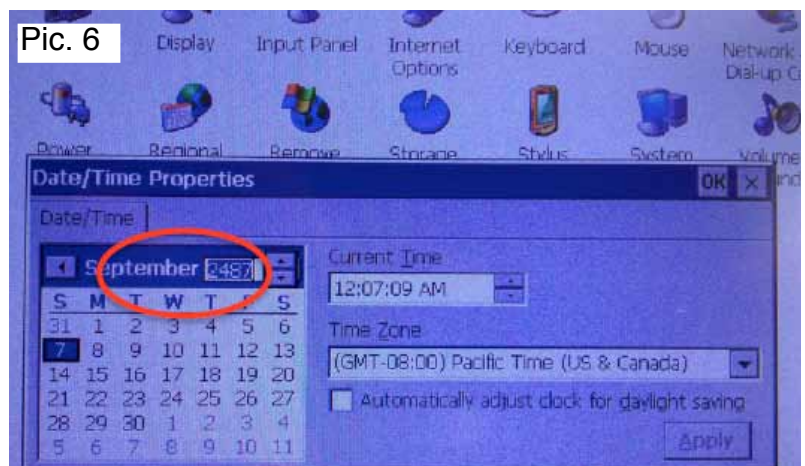 Pic. 6
Display Input Panel Internet Options Keyboard Mouse Network Dial-up
Power Regional Remove Storage Stylus System Volume
Date/Time Properties OK ×
Date/Time
September 2487
S M T W T F S
31 1 2 3 4 5 6
7 8 9 10 11 12 13
14 15 16 17 18 19 20
21 22 23 24 25 26 27
28 29 30 1 2 3 4
5 6 7 8 9 10 11
Current Time
12:07:09 AM
Time Zone
(GMT-08:00) Pacific Time (US & Canada)
Automatically adjust clock for daylight saving
Apply